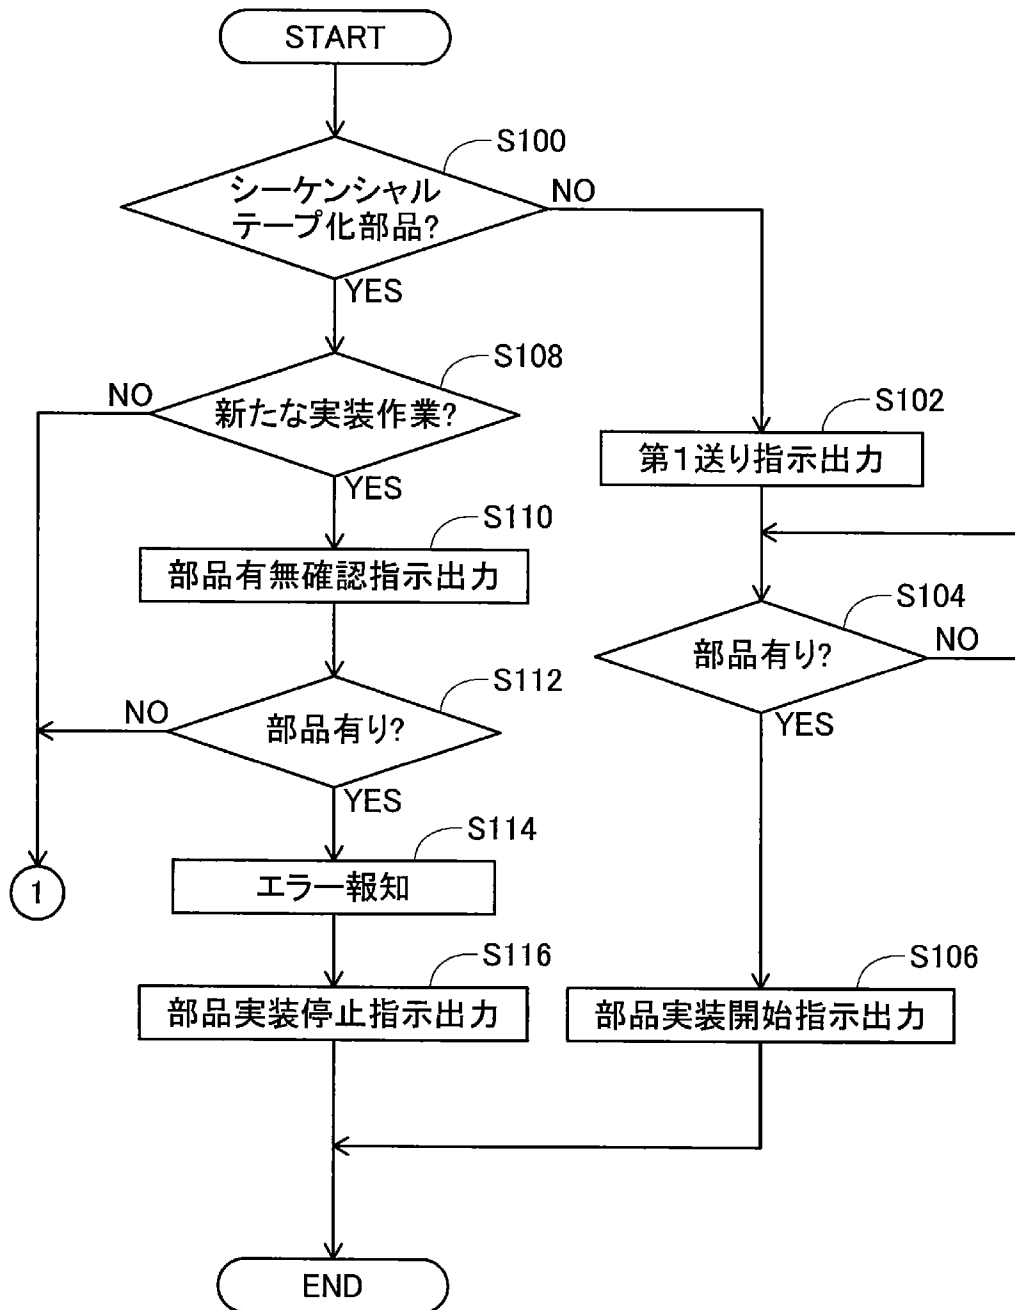 START
S100
シーケンシャル
テープ化部品?
NO
YES
S108
新たな実装作業?
NO
YES
S102
第1送り指示出力
S110
部品有無確認指示出力
S104
部品有り?
NO
YES
S112
部品有り?
NO
YES
S114
エラー報知
1
S116
部品実装停止指示出力
S106
部品実装開始指示出力
END